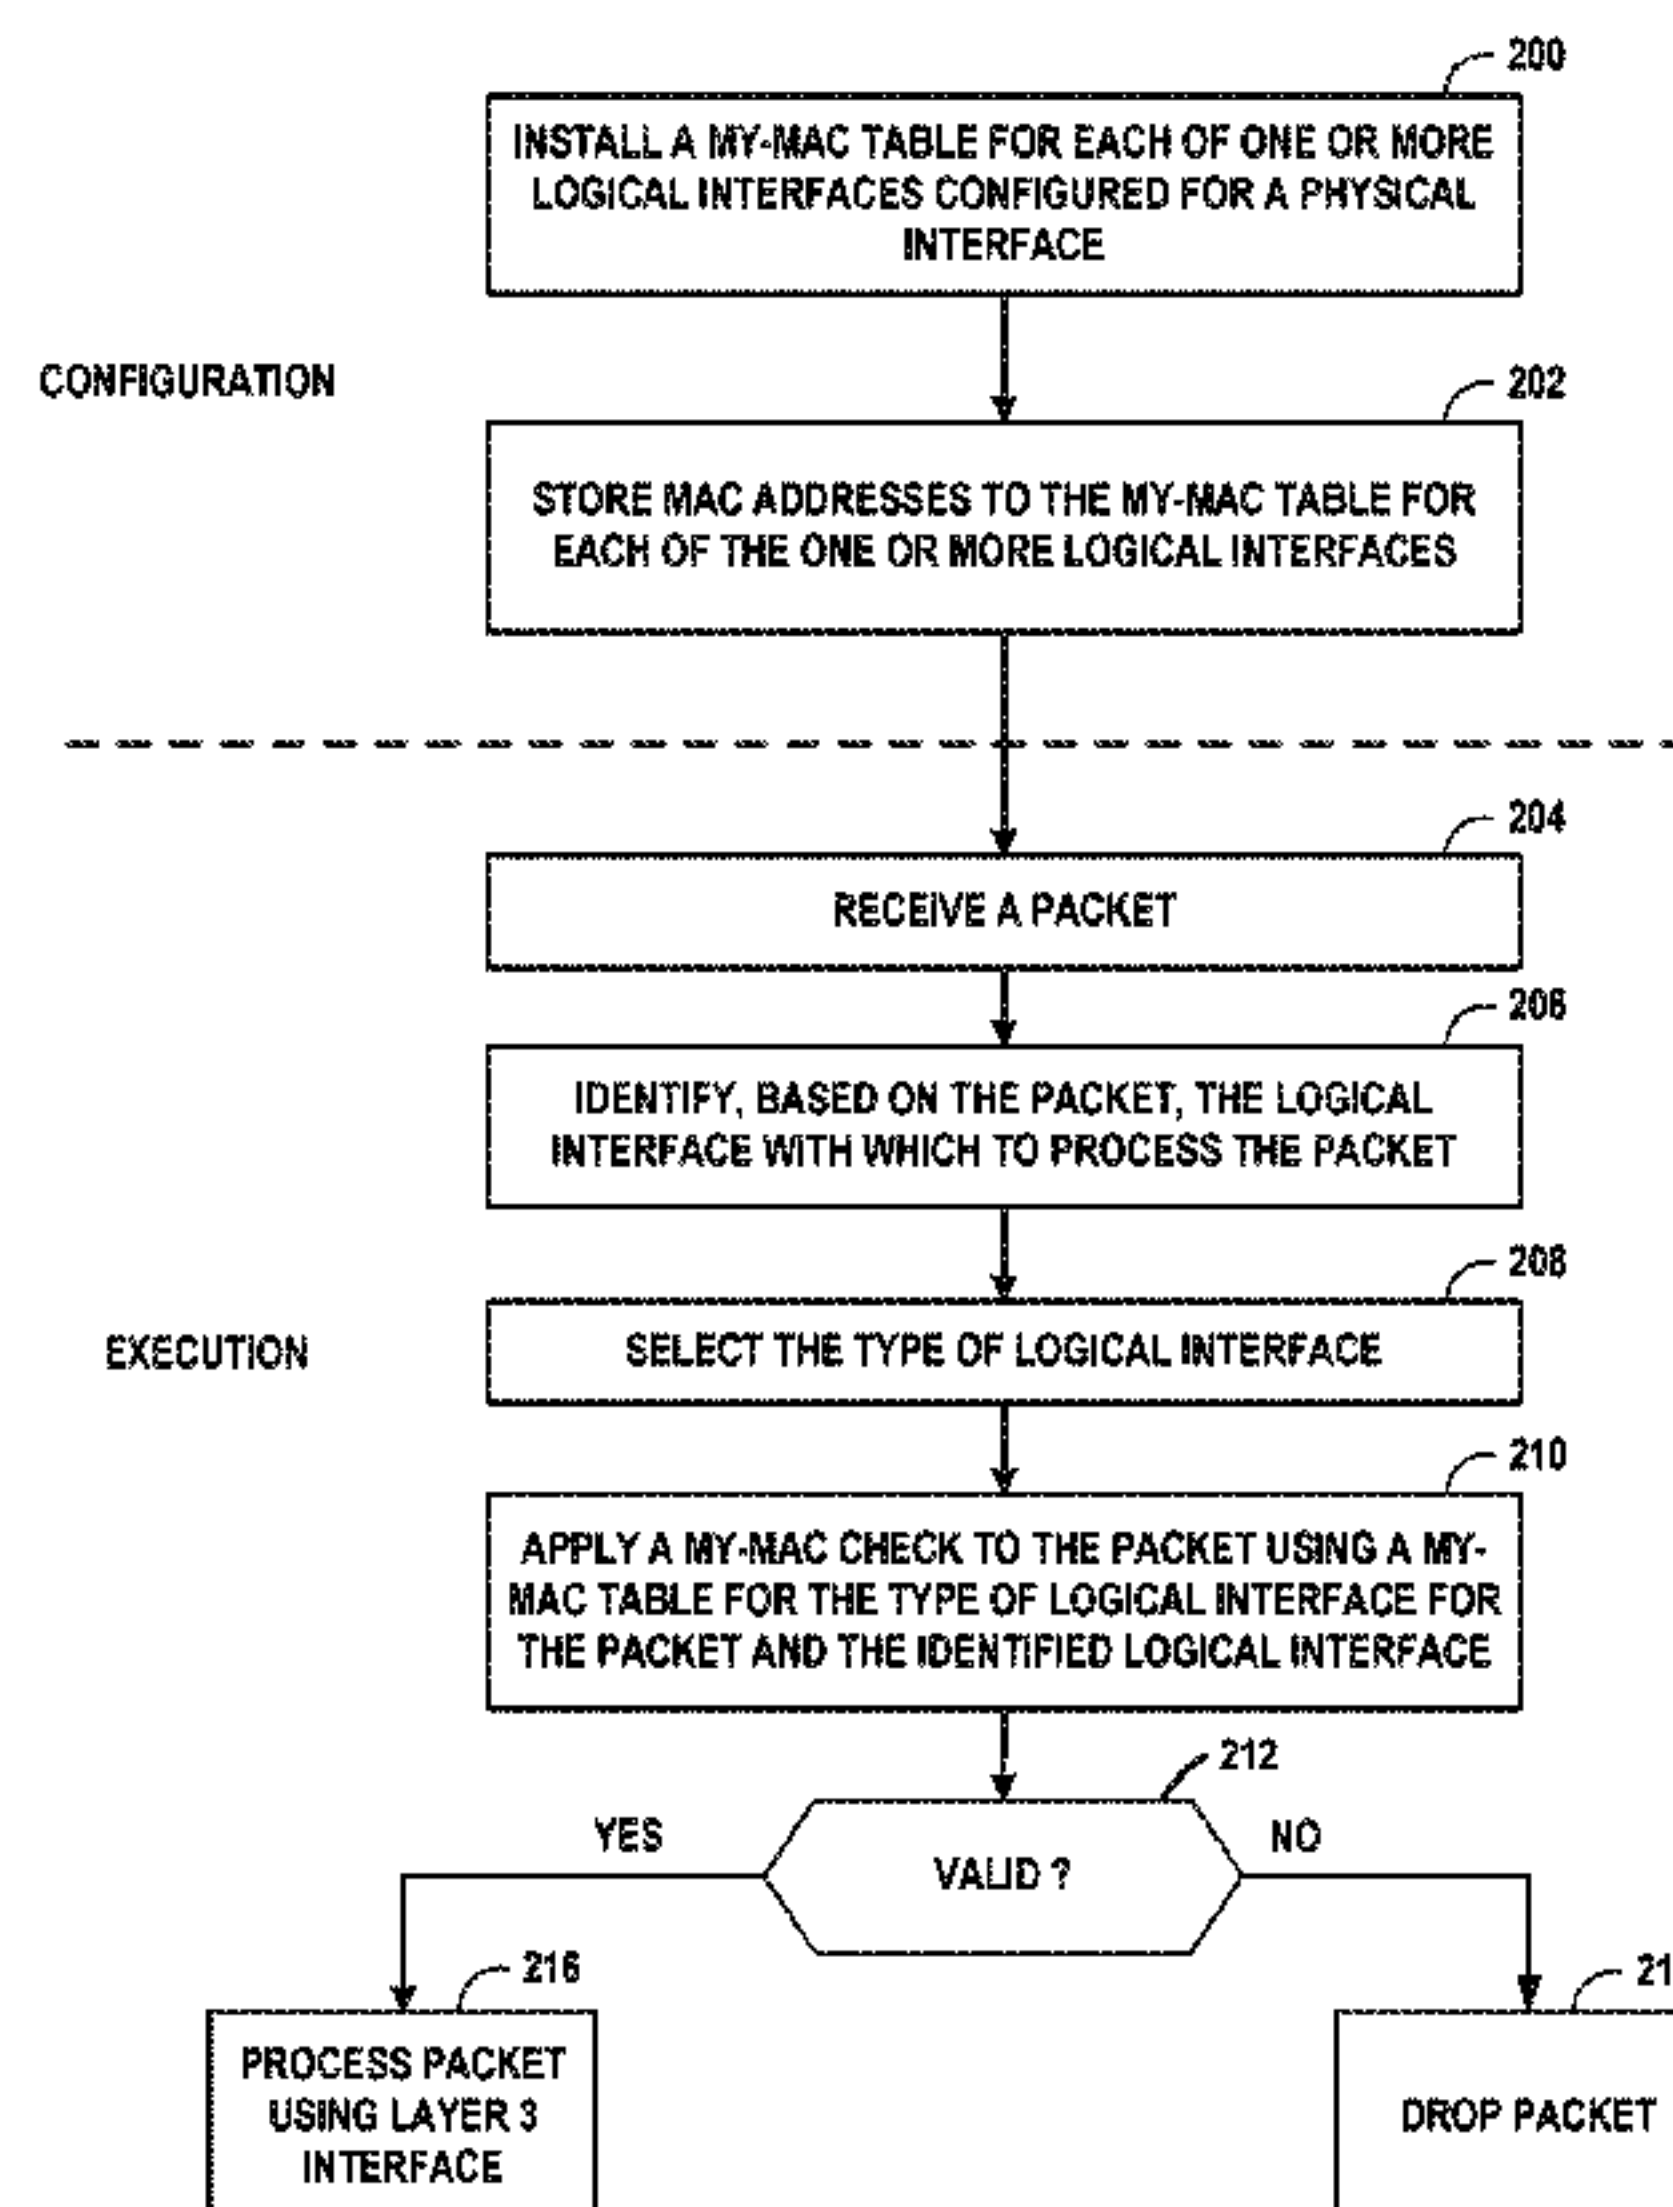 200
INSTALL A MY-MAC TABLE FOR EACH OF ONE OR MORE
LOGICAL INTERFACES CONFIGURED FOR A PHYSICAL
INTERFACE
CONFIGURATION
202
STORE MAC ADDRESSES TO THE MY-MAC TABLE FOR
EACH OF THE ONE OR MORE LOGICAL INTERFACES
204
RECEIVE A PACKET
206
IDENTIFY, BASED ON THE PACKET, THE LOGICAL
INTERFACE WITH WHICH TO PROCESS THE PACKET
208
EXECUTION
SELECT THE TYPE OF LOGICAL INTERFACE
210
APPLY A MY-MAC CHECK TO THE PACKET USING A MY-
MAC TABLE FOR THE TYPE OF LOGICAL INTERFACE FOR
THE PACKET AND THE IDENTIFIED LOGICAL INTERFACE
212
YES
NO
VALID ?
216
PROCESS PACKET
USING LAYER 3
INTERFACE
DROP PACKET